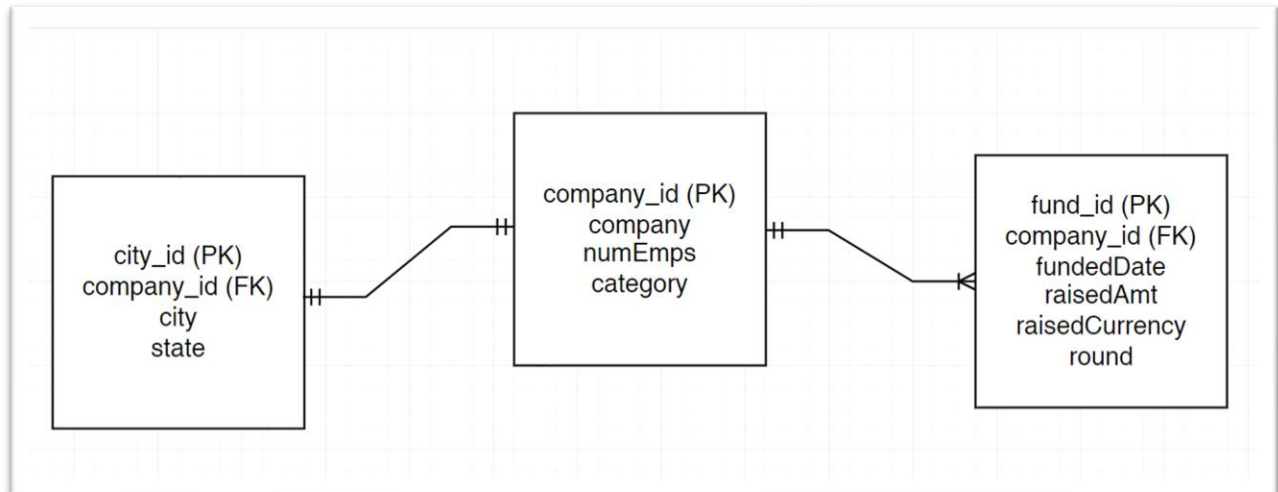 city_id (PK)
company_id (FK)
city
state
company_id (PK)
company
numEmps
category
fund_id (PK)
company_id (FK)
fundedDate
raisedAmt
raisedCurrency
round